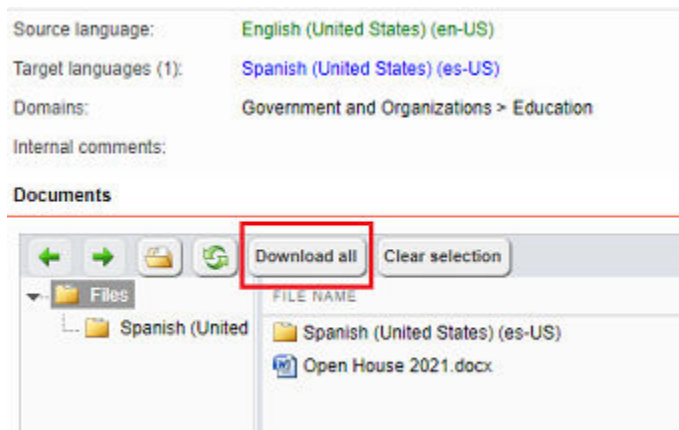 Source language: English (United States) (en-US)
Target languages (1): Spanish (United States) (es-US)
Domains: Government and Organizations > Education
Internal comments:
Documents
Download all Clear selection
Files FILE NAME
Spanish (United Spanish (United States) (es-US)
Open House 2021.docx